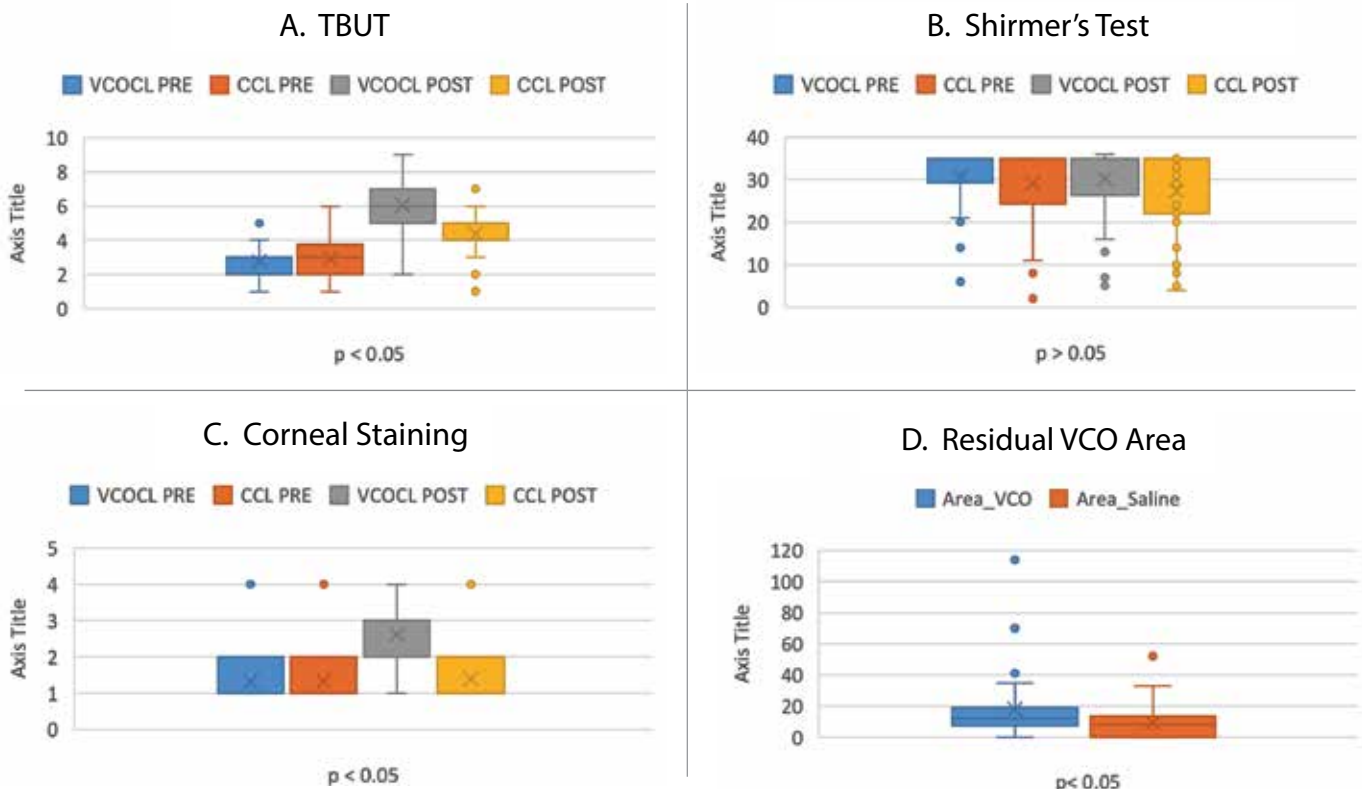 A. TBUT
VCOCL PRE CCL PRE VCOCL POST CCL POST
Axis Title
10
8
6
4
2
0
p < 0.05
B. Shirmer's Test
VCOCL PRE CCL PRE VCOCL POST CCL POST
Axis Title
40
30
20
10
0
p > 0.05
C. Corneal Staining
VCOCL PRE CCL PRE VCOCL POST CCL POST
Axis Title
5
4
3
2
1
0
p < 0.05
D. Residual VCO Area
Area_VCO Area_Saline
Axis Title
120
100
80
60
40
20
0
p< 0.05